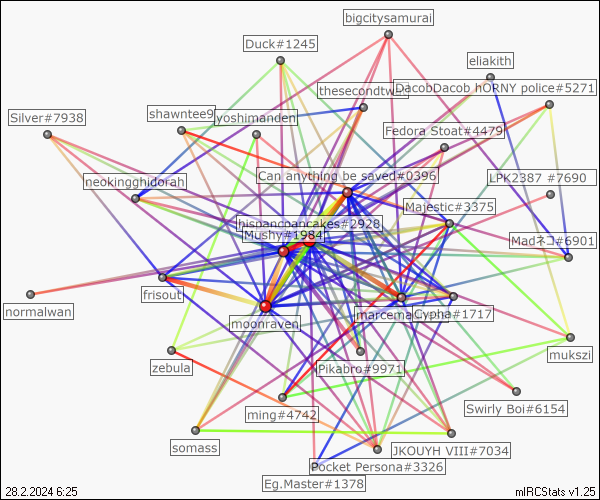 bigcitysamurai
Duck#1245
eliakith
thesecondtw
DacobDacob hORNY police#5271
Silver#7938
shawntee9
yoshimanden
Fedora Stoat#4479
neokingghidorah
Can anything be saved#0396
LPK2387 #7690
Majestic#3375
hispancpancakes#2928
Mushy#1984
Madネコ#6901
frisout
normalwan
moonraven
marcema
Cypha#1717
zebula
Pikabro#9971
mukszi
ming#4742
Swirly Boi#6154
somass
JKOUYH VIII#7034
Pocket Persona#3326
Eg.Master#1378
28.2.2024 6:25
mIRCStats v1.25